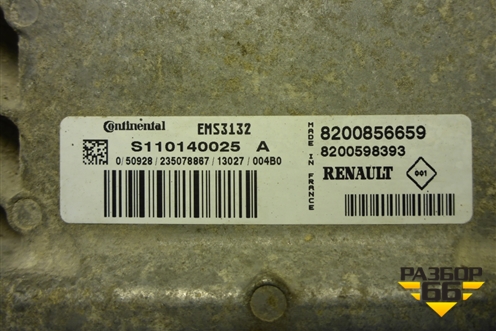 Continental EMS3132
S110140025 A
0/50928/235078867/13027/004B0
MADE IN FRANCE
8200856659
8200598393
RENAULT 001
РАЗБОР
66